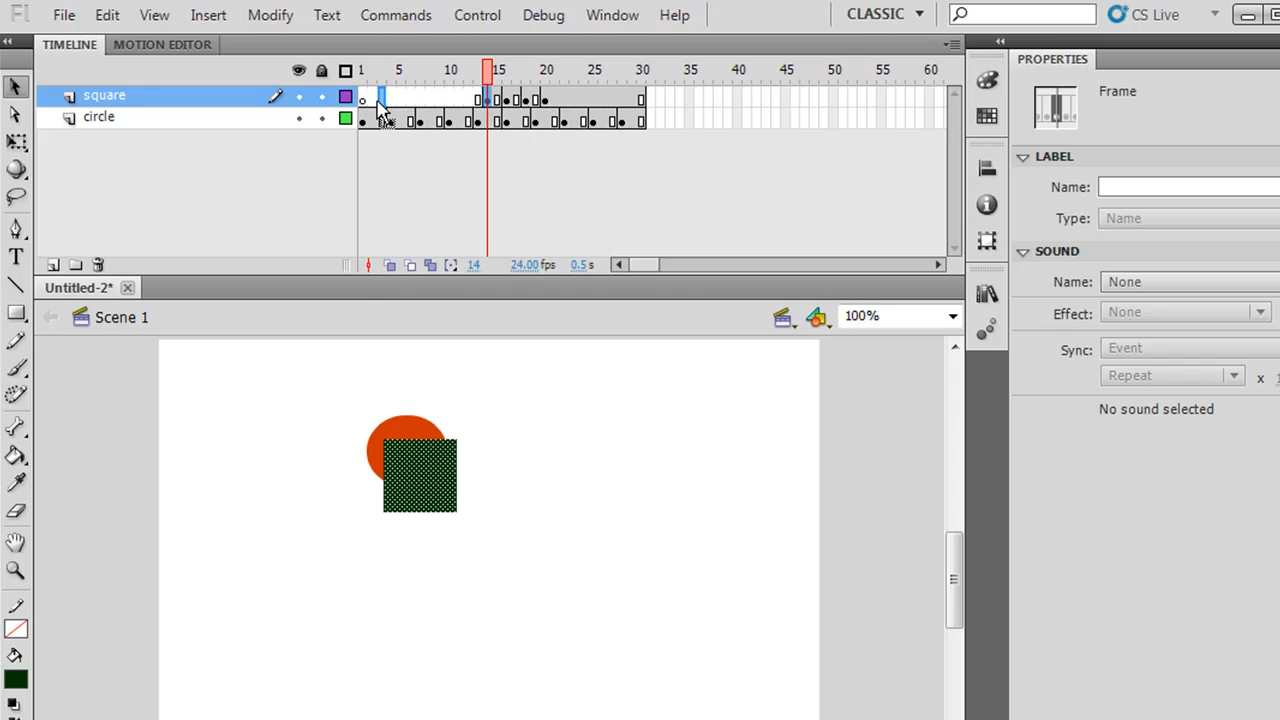 Fl File Edit View Insert Modify Text Commands Control Debug Window Help CLASSIC CS Live
TIMELINE MOTION EDITOR
1 5 10 15 20 25 30 35 40 45 50 55 60
square
circle
14 24.00 fps 0.5 s
Untitled-2*
Scene 1
100%
PROPERTIES
Frame
LABEL
Name:
Type: Name
SOUND
Name: None
Effect: None
Sync: Event
Repeat x
No sound selected